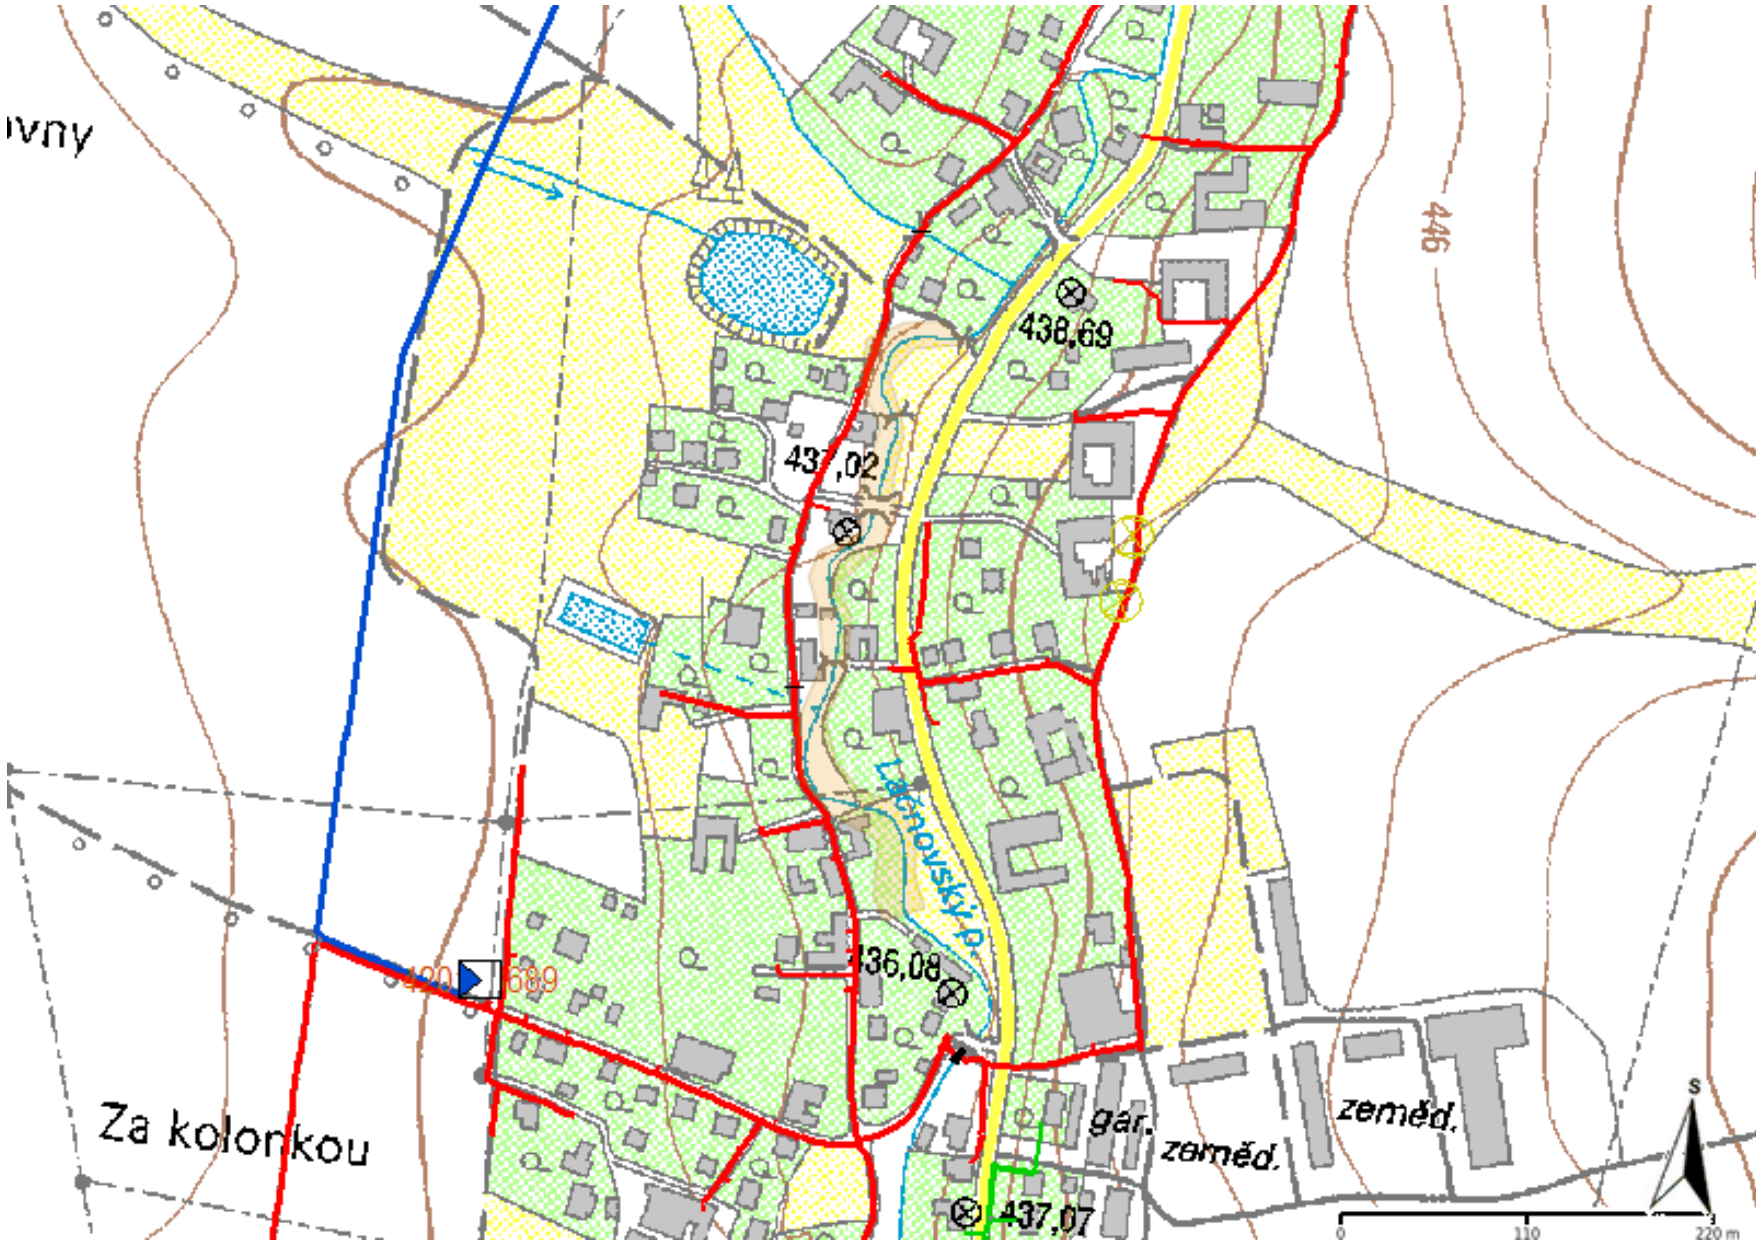 446
438,69
437,02
Lačnovský p.
436,08
420
689
Za kolonkou
gar.
zeměd.
zeměd.
437,07
S
0
110
220 m